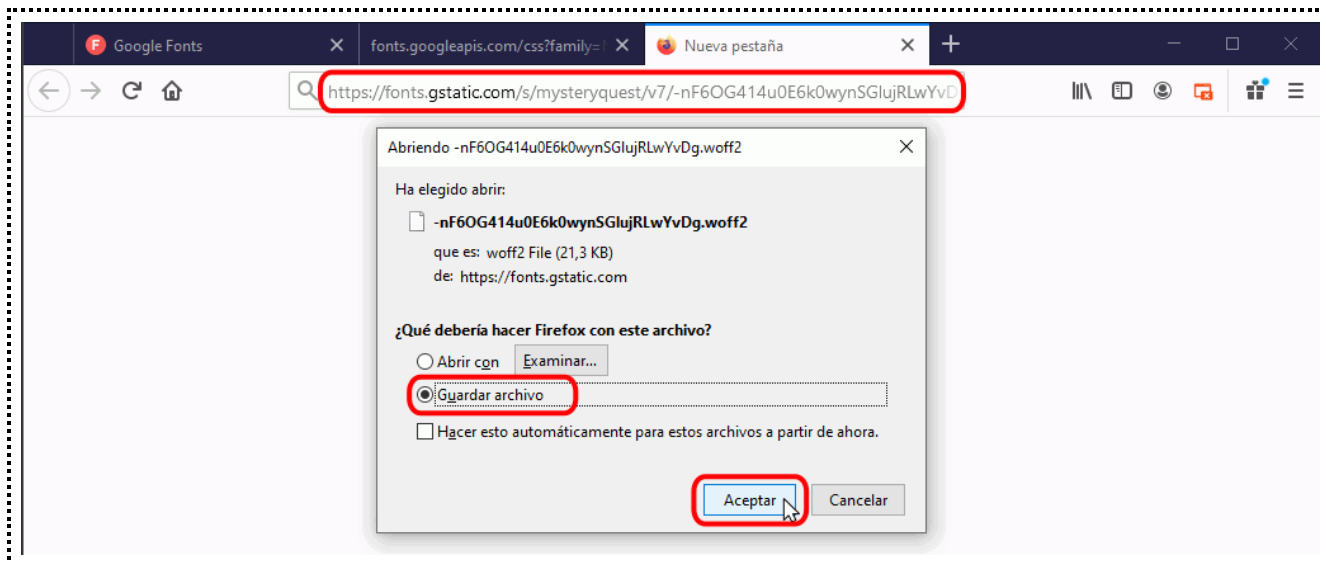 Google Fonts
fonts.googleapis.com/css?family=
Nueva pestaña
https://fonts.gstatic.com/s/mysteryquest/v7/-nF6OG414u0E6k0wynSGlujRLwYvD
Abriendo -nF6OG414u0E6k0wynSGlujRLwYvDg.woff2
Ha elegido abrir:
-nF6OG414u0E6k0wynSGlujRLwYvDg.woff2
que es: woff2 File (21,3 KB)
de: https://fonts.gstatic.com
¿Qué debería hacer Firefox con este archivo?
Abrir con Examinar...
Guardar archivo
Hacer esto automáticamente para estos archivos a partir de ahora.
Aceptar Cancelar